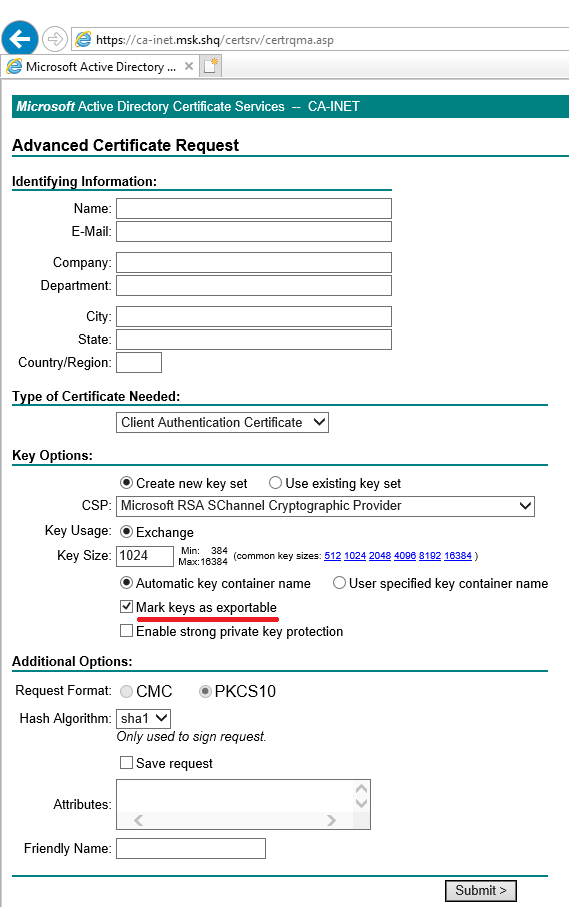 https://ca-inet.msk.shq/certsrv/certrqma.asp
Microsoft Active Directory ...
Microsoft Active Directory Certificate Services -- CA-INET
Advanced Certificate Request
Identifying Information:
Name:
E-Mail:
Company:
Department:
City:
State:
Country/Region:
Type of Certificate Needed:
Client Authentication Certificate
Key Options:
Create new key set Use existing key set
CSP: Microsoft RSA SChannel Cryptographic Provider
Key Usage: Exchange
Key Size: 1024 Min: 384 Max:16384 (common key sizes: 512 1024 2048 4096 8192 16384 )
Automatic key container name User specified key container name
Mark keys as exportable
Enable strong private key protection
Additional Options:
Request Format: CMC PKCS10
Hash Algorithm: sha1
Only used to sign request.
Save request
Attributes:
Friendly Name:
Submit >